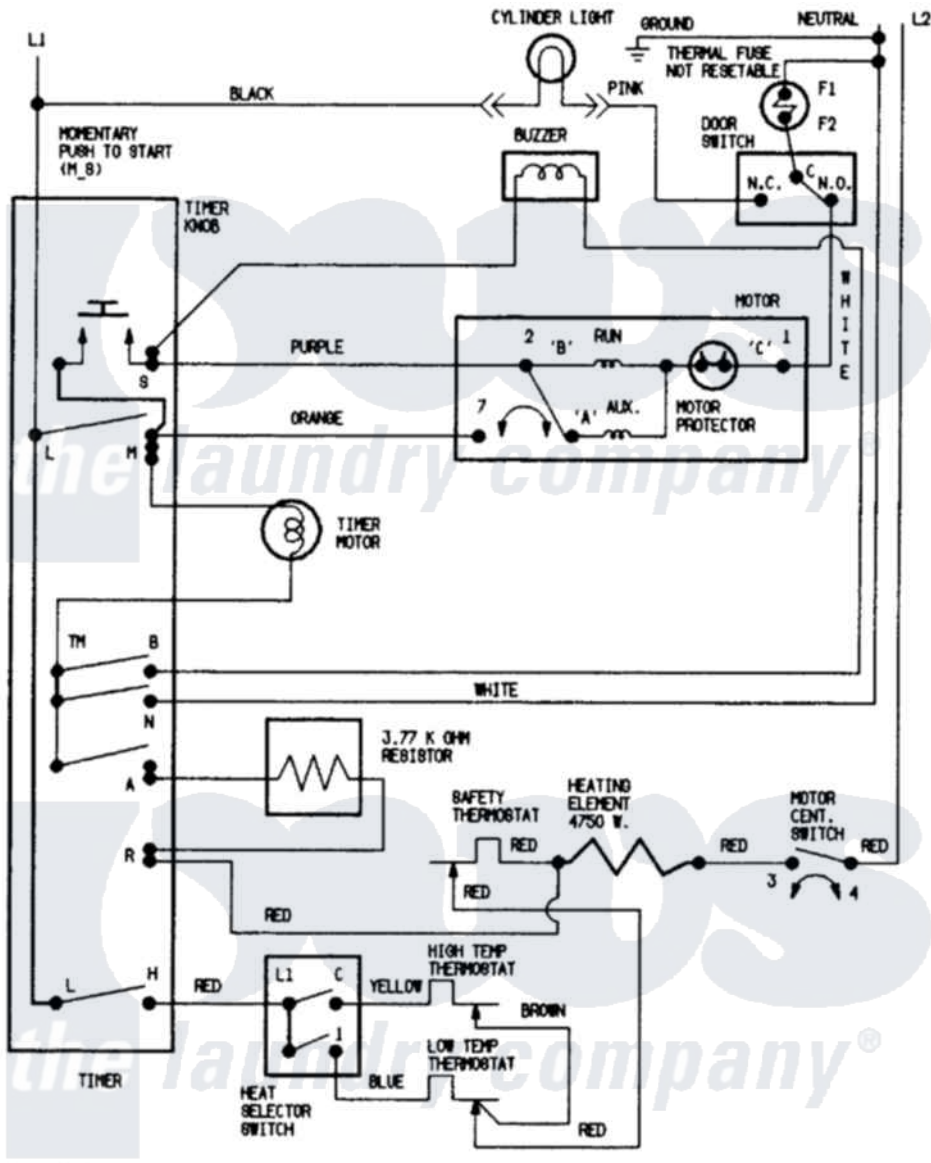 CYLINDER LIGHT
GROUND
NEUTRAL
L2
L1
THERMAL FUSE
NOT RESETABLE
F1
F2
BLACK
PINK
MOMENTARY
PUSH TO START
(M_S)
BUZZER
DOOR
SWITCH
C
N.C.
N.O.
TIMER
KNOB
WHITE
MOTOR
PURPLE
2
'B'
RUN
'C'
1
S
ORANGE
7
'A'
AUX.
MOTOR
PROTECTOR
L
M
the laundry company®
TIMER
MOTOR
TM
B
WHITE
N
3.77 K OHM
RESISTOR
A
SAFETY
THERMOSTAT
HEATING
ELEMENT
4750 W.
MOTOR
CENT.
SWITCH
R
RED
RED
RED
RED
3
4
RED
HIGH TEMP
THERMOSTAT
L
H
RED
L1
C
YELLOW
BROWN
1
LOW TEMP
THERMOSTAT
the laundry company®
TIMER
BLUE
HEAT
SELECTOR
SWITCH
RED